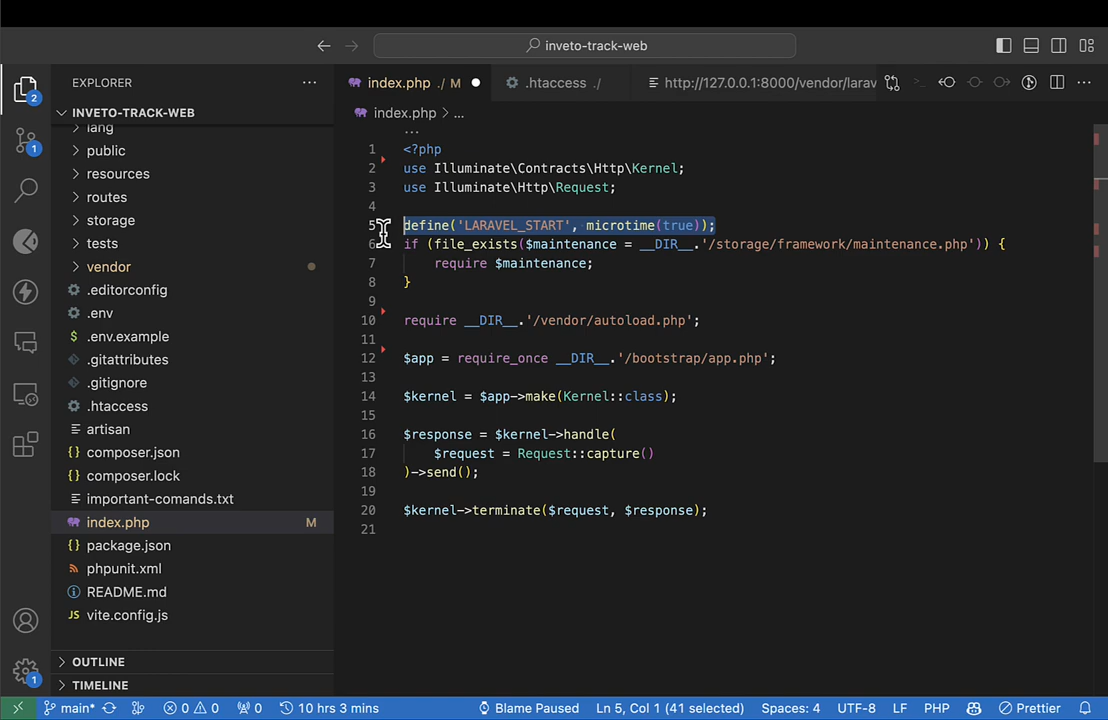 inveto-track-web
EXPLORER
index.php ./ M
.htaccess ./
http://127.0.0.1:8000/vendor/larav
2
INVETO-TRACK-WEB
index.php > ...
lang
...
1 <?php
public
1
2 use Illuminate\Contracts\Http\Kernel;
resources
3 use Illuminate\Http\Request;
routes
4
storage
5 define('LARAVEL_START', microtime(true));
tests
6 if (file_exists($maintenance = __DIR__.'/storage/framework/maintenance.php')) {
vendor
7 require $maintenance;
.editorconfig
8 }
.env
9
$ .env.example
10 require __DIR__.'/vendor/autoload.php';
.gitattributes
11
.gitignore
12 $app = require_once __DIR__.'/bootstrap/app.php';
.htaccess
13
artisan
14 $kernel = $app->make(Kernel::class);
{} composer.json
15
{} composer.lock
16 $response = $kernel->handle(
important-comands.txt
17 $request = Request::capture()
index.php M
18 )->send();
{} package.json
19
phpunit.xml
20 $kernel->terminate($request, $response);
README.md
21
JS vite.config.js
OUTLINE
1
TIMELINE
main* 0 0 0 10 hrs 3 mins Blame Paused Ln 5, Col 1 (41 selected) Spaces: 4 UTF-8 LF PHP Prettier